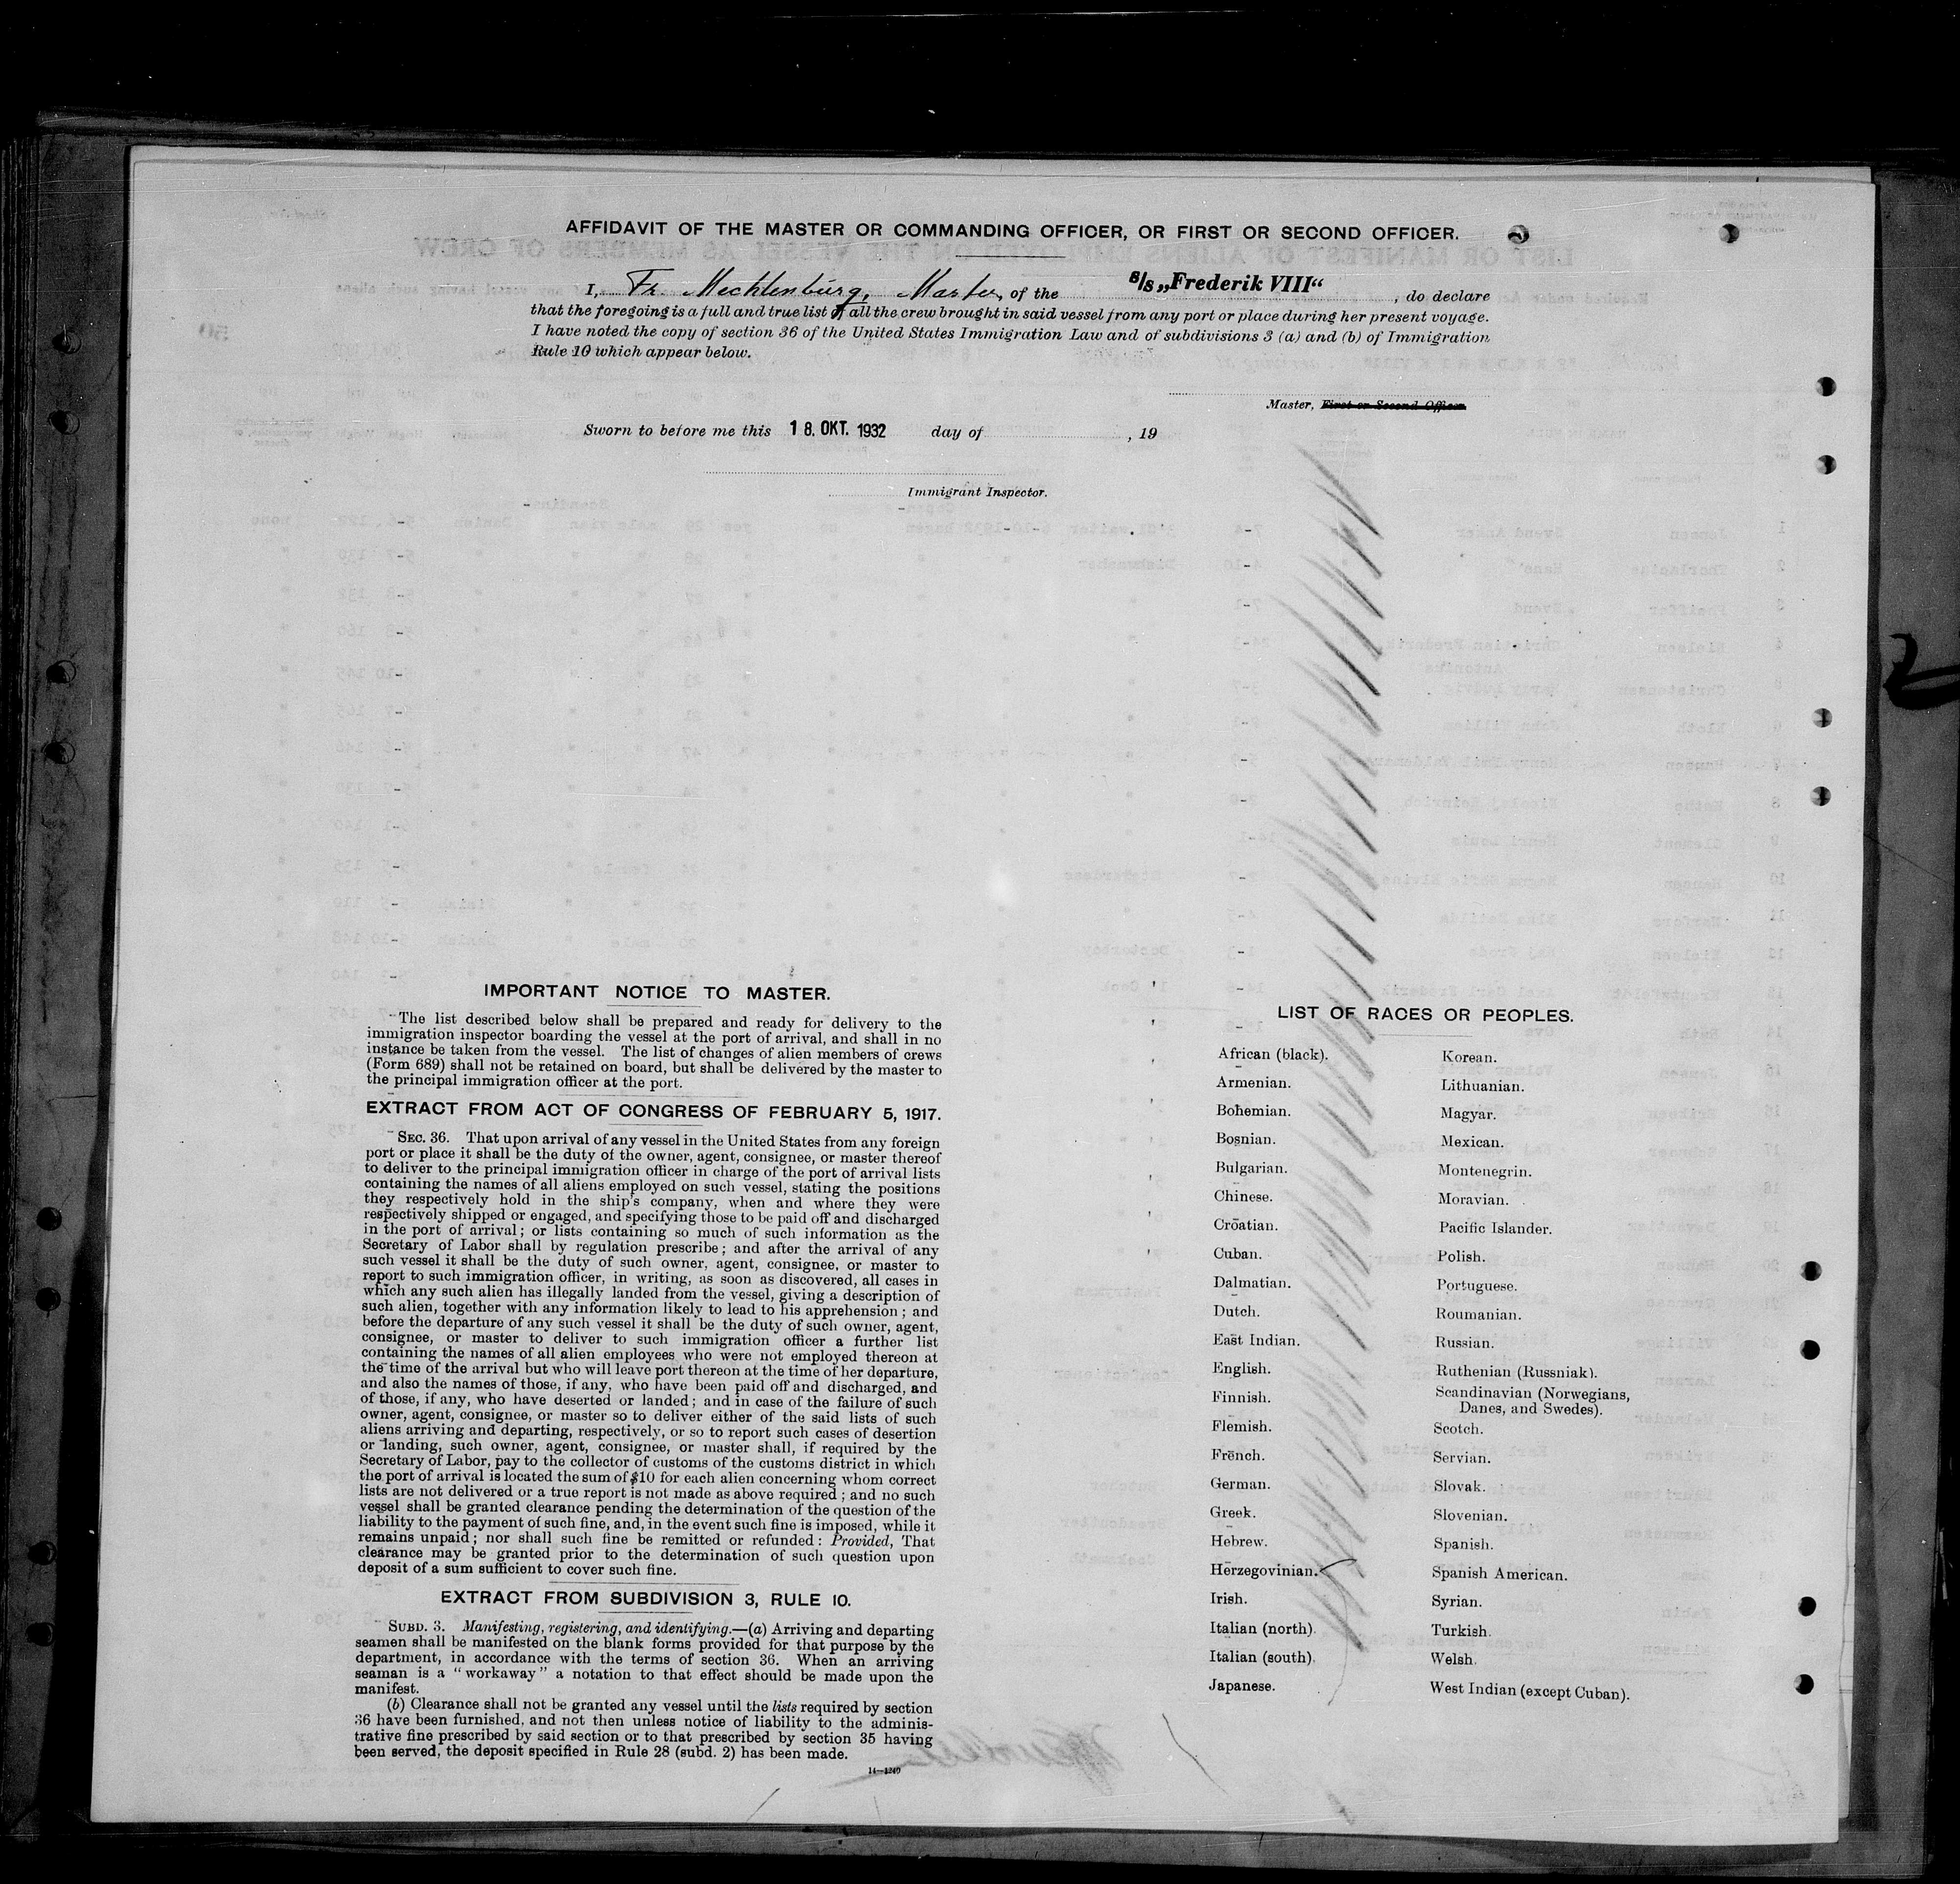 AFFIDAVIT OF THE MASTER OR COMMANDING OFFICER, OR FIRST OR SECOND OFFICER.
I, Fr. Mechlenburg, Master, of the S/S „Frederik VIII“, do declare
that the foregoing is a full and true list of all the crew brought in said vessel from any port or place during her present voyage.
I have noted the copy of section 36 of the United States Immigration Law and of subdivisions 3 (a) and (b) of Immigration
Rule 10 which appear below.
Master, First or Second Officer.
Sworn to before me this 18. OKT. 1932 day of , 19
Immigrant Inspector.
IMPORTANT NOTICE TO MASTER.
The list described below shall be prepared and ready for delivery to the
immigration inspector boarding the vessel at the port of arrival, and shall in no
instance be taken from the vessel. The list of changes of alien members of crews
(Form 689) shall not be retained on board, but shall be delivered by the master to
the principal immigration officer at the port.
EXTRACT FROM ACT OF CONGRESS OF FEBRUARY 5, 1917.
SEC. 36. That upon arrival of any vessel in the United States from any foreign
port or place it shall be the duty of the owner, agent, consignee, or master thereof
to deliver to the principal immigration officer in charge of the port of arrival lists
containing the names of all aliens employed on such vessel, stating the positions
they respectively hold in the ship's company, when and where they were
respectively shipped or engaged, and specifying those to be paid off and discharged
in the port of arrival; or lists containing so much of such information as the
Secretary of Labor shall by regulation prescribe; and after the arrival of any
such vessel it shall be the duty of such owner, agent, consignee, or master to
report to such immigration officer, in writing, as soon as discovered, all cases in
which any such alien has illegally landed from the vessel, giving a description of
such alien, together with any information likely to lead to his apprehension; and
before the departure of any such vessel it shall be the duty of such owner, agent,
consignee, or master to deliver to such immigration officer a further list
containing the names of all alien employees who were not employed thereon at
the time of the arrival but who will leave port thereon at the time of her departure,
and also the names of those, if any, who have been paid off and discharged, and
of those, if any, who have deserted or landed; and in case of the failure of such
owner, agent, consignee, or master so to deliver either of the said lists of such
aliens arriving and departing, respectively, or so to report such cases of desertion
or landing, such owner, agent, consignee, or master shall, if required by the
Secretary of Labor, pay to the collector of customs of the customs district in which
the port of arrival is located the sum of $10 for each alien concerning whom correct
lists are not delivered or a true report is not made as above required; and no such
vessel shall be granted clearance pending the determination of the question of the
liability to the payment of such fine, and, in the event such fine is imposed, while it
remains unpaid; nor shall such fine be remitted or refunded: Provided, That
clearance may be granted prior to the determination of such question upon
deposit of a sum sufficient to cover such fine.
EXTRACT FROM SUBDIVISION 3, RULE 10.
SUBD. 3. Manifesting, registering, and identifying.—(a) Arriving and departing
seamen shall be manifested on the blank forms provided for that purpose by the
department, in accordance with the terms of section 36. When an arriving
seaman is a "workaway" a notation to that effect should be made upon the
manifest.
(b) Clearance shall not be granted any vessel until the lists required by section
36 have been furnished, and not then unless notice of liability to the adminis-
trative fine prescribed by said section or to that prescribed by section 35 having
been served, the deposit specified in Rule 28 (subd. 2) has been made.
14—1240
LIST OF RACES OR PEOPLES.
African (black).
Armenian.
Bohemian.
Bosnian.
Bulgarian.
Chinese.
Croatian.
Cuban.
Dalmatian.
Dutch.
East Indian.
English.
Finnish.
Flemish.
French.
German.
Greek.
Hebrew.
Herzegovinian.
Irish.
Italian (north).
Italian (south).
Japanese.
Korean.
Lithuanian.
Magyar.
Mexican.
Montenegrin.
Moravian.
Pacific Islander.
Polish.
Portuguese.
Roumanian.
Russian.
Ruthenian (Russniak).
Scandinavian (Norwegians,
Danes, and Swedes).
Scotch.
Servian.
Slovak.
Slovenian.
Spanish.
Spanish American.
Syrian.
Turkish.
Welsh.
West Indian (except Cuban).
2